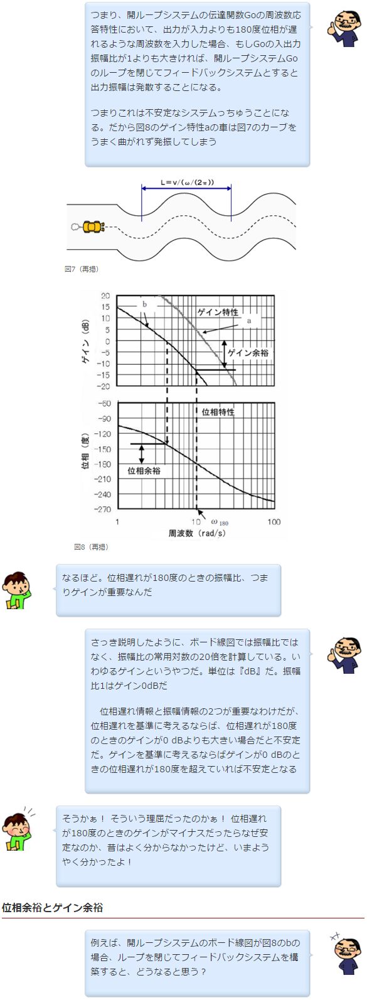 つまり、開ループシステムの伝達関数Goの周波数応
答特性において、出力が入力よりも180度位相が遅
れるような周波数を入力した場合、もしGoの入出力
振幅比が1よりも大きければ、開ループシステムGo
のループを閉じてフィードバックシステムとすると
出力振幅は発散することになる。
つまりこれは不安定なシステムっちゅうことにな
る。だから図8のゲイン特性aの車は図7のカーブを
うまく曲がれず発振してしまう
L=v/(ω/(2π))
図7（再掲）
20
15
10
5
0
-5
-10
-15
-20
ゲイン（dB）
b
ゲイン特性
a
ゲイン余裕
-60
-90
-120
-150
-180
-210
-240
-270
位相（度）
位相特性
位相余裕
1
10
ω180
100
周波数（rad/s）
図8（再掲）
なるほど。位相遅れが180度のときの振幅比、つま
りゲインが重要なんだ
さっき説明したように、ボード線図では振幅比では
なく、振幅比の常用対数の20倍を計算している。い
わゆるゲインというやつだ。単位は『dB』だ。振幅
比1はゲイン0dBだ
位相遅れ情報と振幅情報の2つが重要なわけだが、
位相遅れを基準に考えるならば、位相遅れが180度
のときのゲインが0 dBよりも大きい場合だと不安定
だ。ゲインを基準に考えるならばゲインが0 dBのと
きの位相遅れが180度を超えていれば不安定となる
そうかぁ！ そういう理屈だったのかぁ！ 位相遅れ
が180度のときのゲインがマイナスだったらなぜ安
定なのか、昔はよく分からなかったけど、いまよう
やく分かったよ！
位相余裕とゲイン余裕
例えば、開ループシステムのボード線図が図8のbの
場合、ループを閉じてフィードバックシステムを構
築すると、どうなると思う？